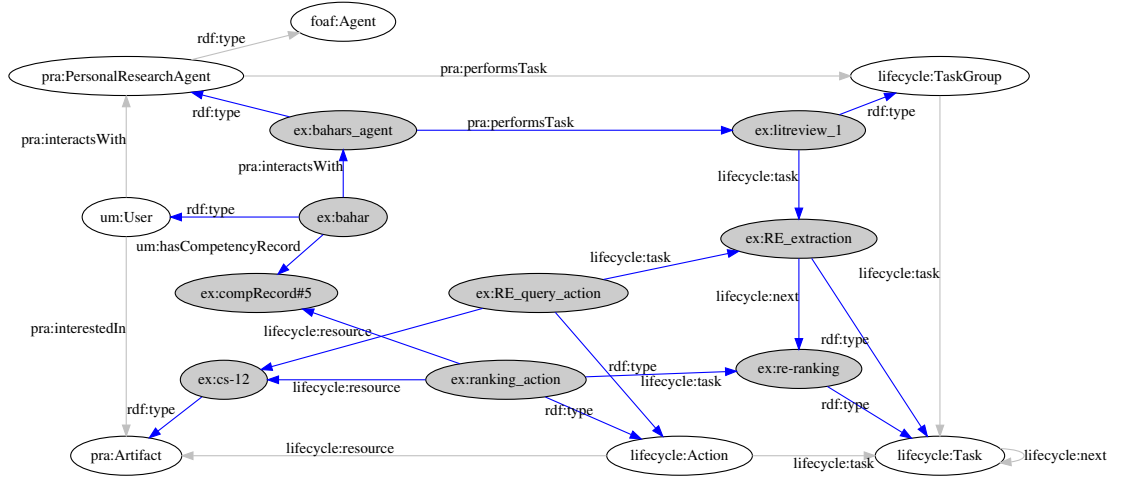 foaf:Agent
rdf:type
pra:PersonalResearchAgent
pra:performsTask
lifecycle:TaskGroup
rdf:type
rdf:type
ex:bahars_agent
pra:performsTask
ex:litreview_1
pra:interactsWith
pra:interactsWith
lifecycle:task
um:User
rdf:type
ex:bahar
um:hasCompetencyRecord
ex:RE_extraction
lifecycle:task
lifecycle:task
ex:compRecord#5
ex:RE_query_action
lifecycle:next
pra:interestedIn
lifecycle:resource
rdf:type
rdf:type
ex:cs-12
lifecycle:resource
ex:ranking_action
lifecycle:task
ex:re-ranking
rdf:type
rdf:type
rdf:type
pra:Artifact
lifecycle:resource
lifecycle:Action
lifecycle:task
lifecycle:Task
lifecycle:next